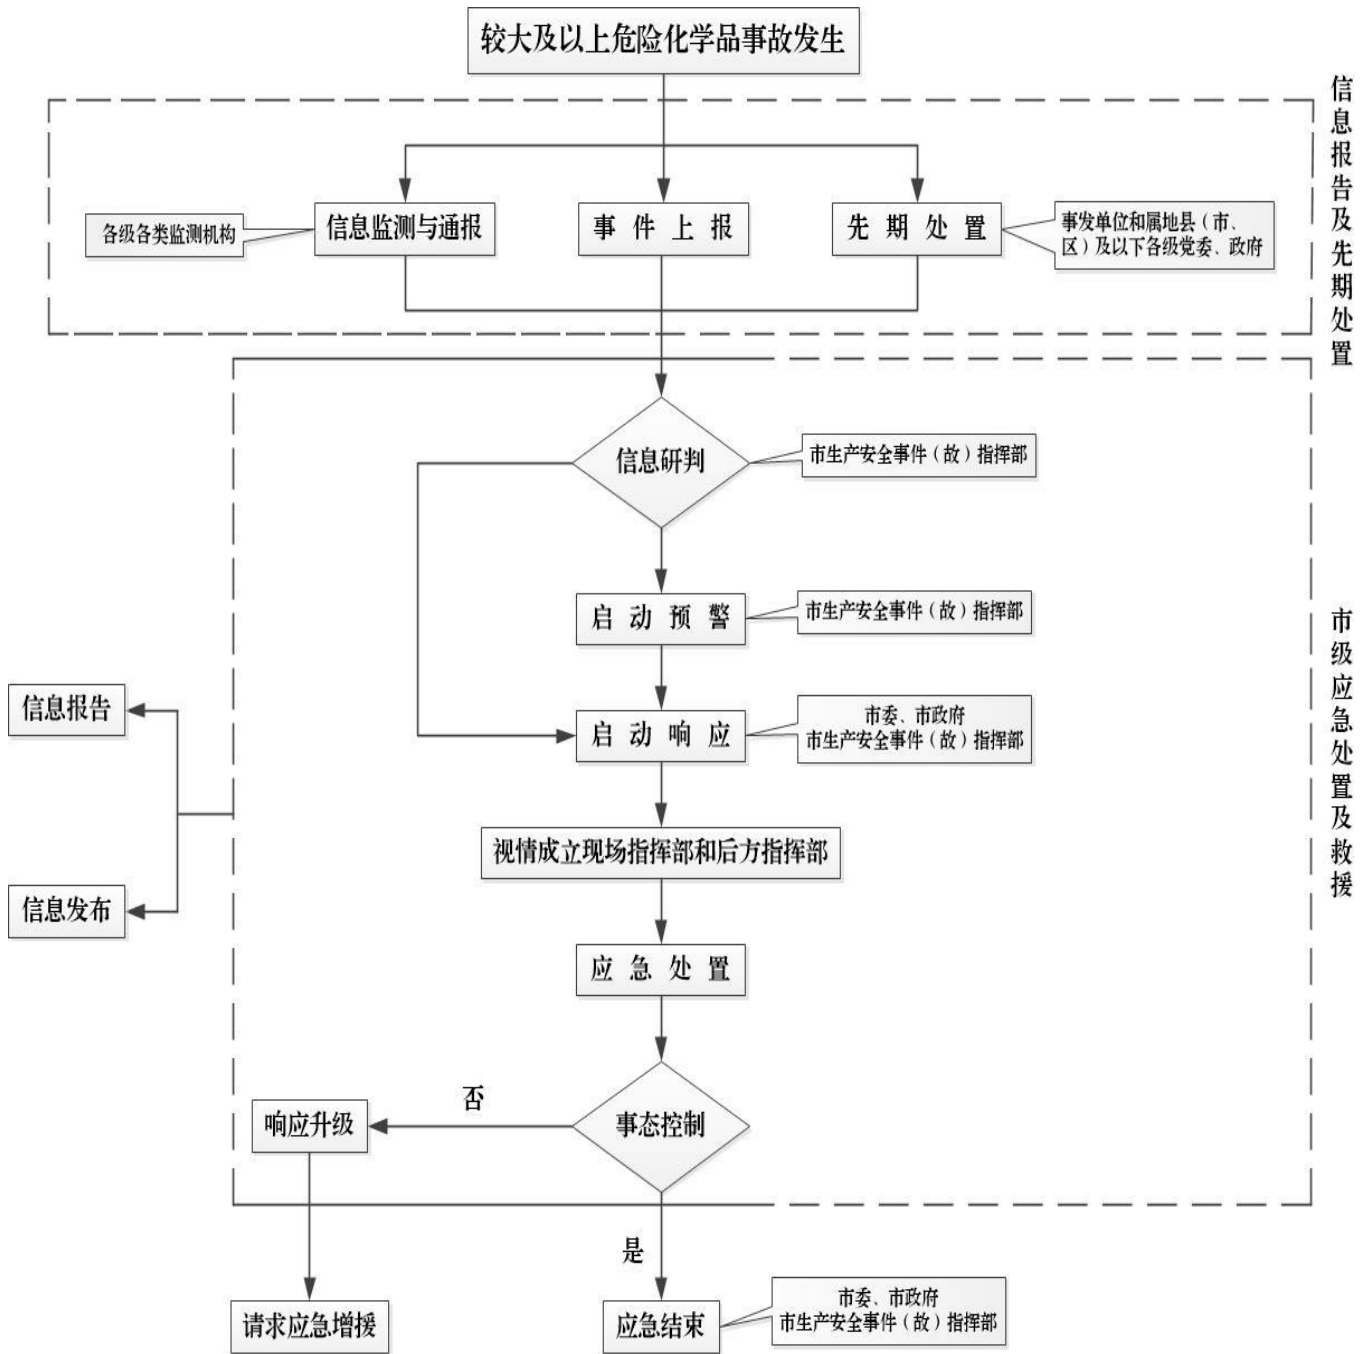 较大及以上危险化学品事故发生
信息报告及先期处置
各级各类监测机构
信息监测与通报
事件上报
先期处置
事发单位和属地县（市、
区）及以下各级党委、政府
信息研判
市生产安全事件（故）指挥部
启动预警
市生产安全事件（故）指挥部
市级应急处置及救援
信息报告
启动响应
市委、市政府
市生产安全事件（故）指挥部
视情成立现场指挥部和后方指挥部
信息发布
应急处置
否
响应升级
事态控制
是
请求应急增援
应急结束
市委、市政府
市生产安全事件（故）指挥部